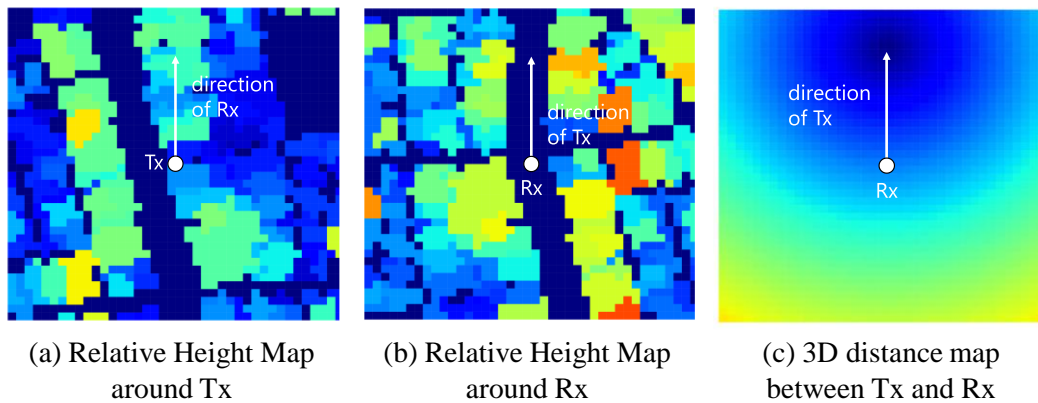 direction
of Rx
Tx
direction
of Tx
Rx
direction
of Tx
Rx
(a) Relative Height Map
around Tx
(b) Relative Height Map
around Rx
(c) 3D distance map
between Tx and Rx